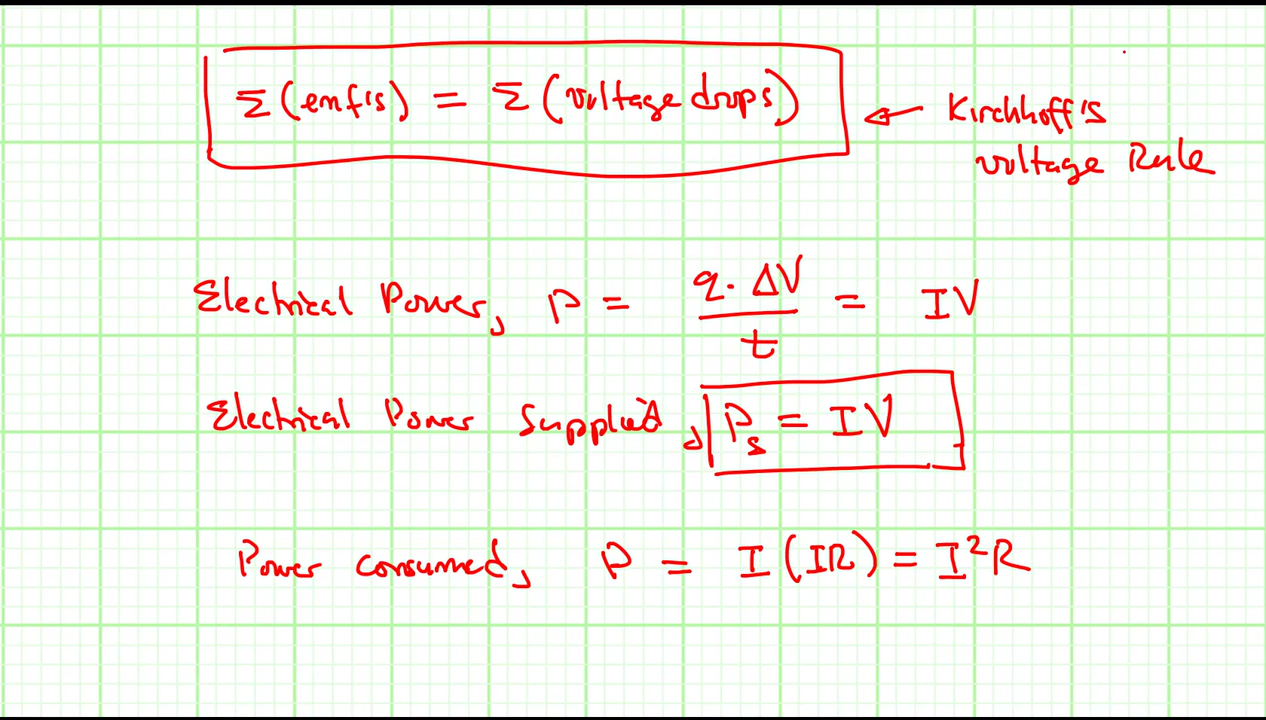 Σ(emf's) = Σ(voltage drops)
← Kirchhoff's
voltage Rule
Electrical Power, P = q. ΔV / t = IV
Electrical Power Supplied, Ps = IV
Power consumed, P = I(IR) = I²R